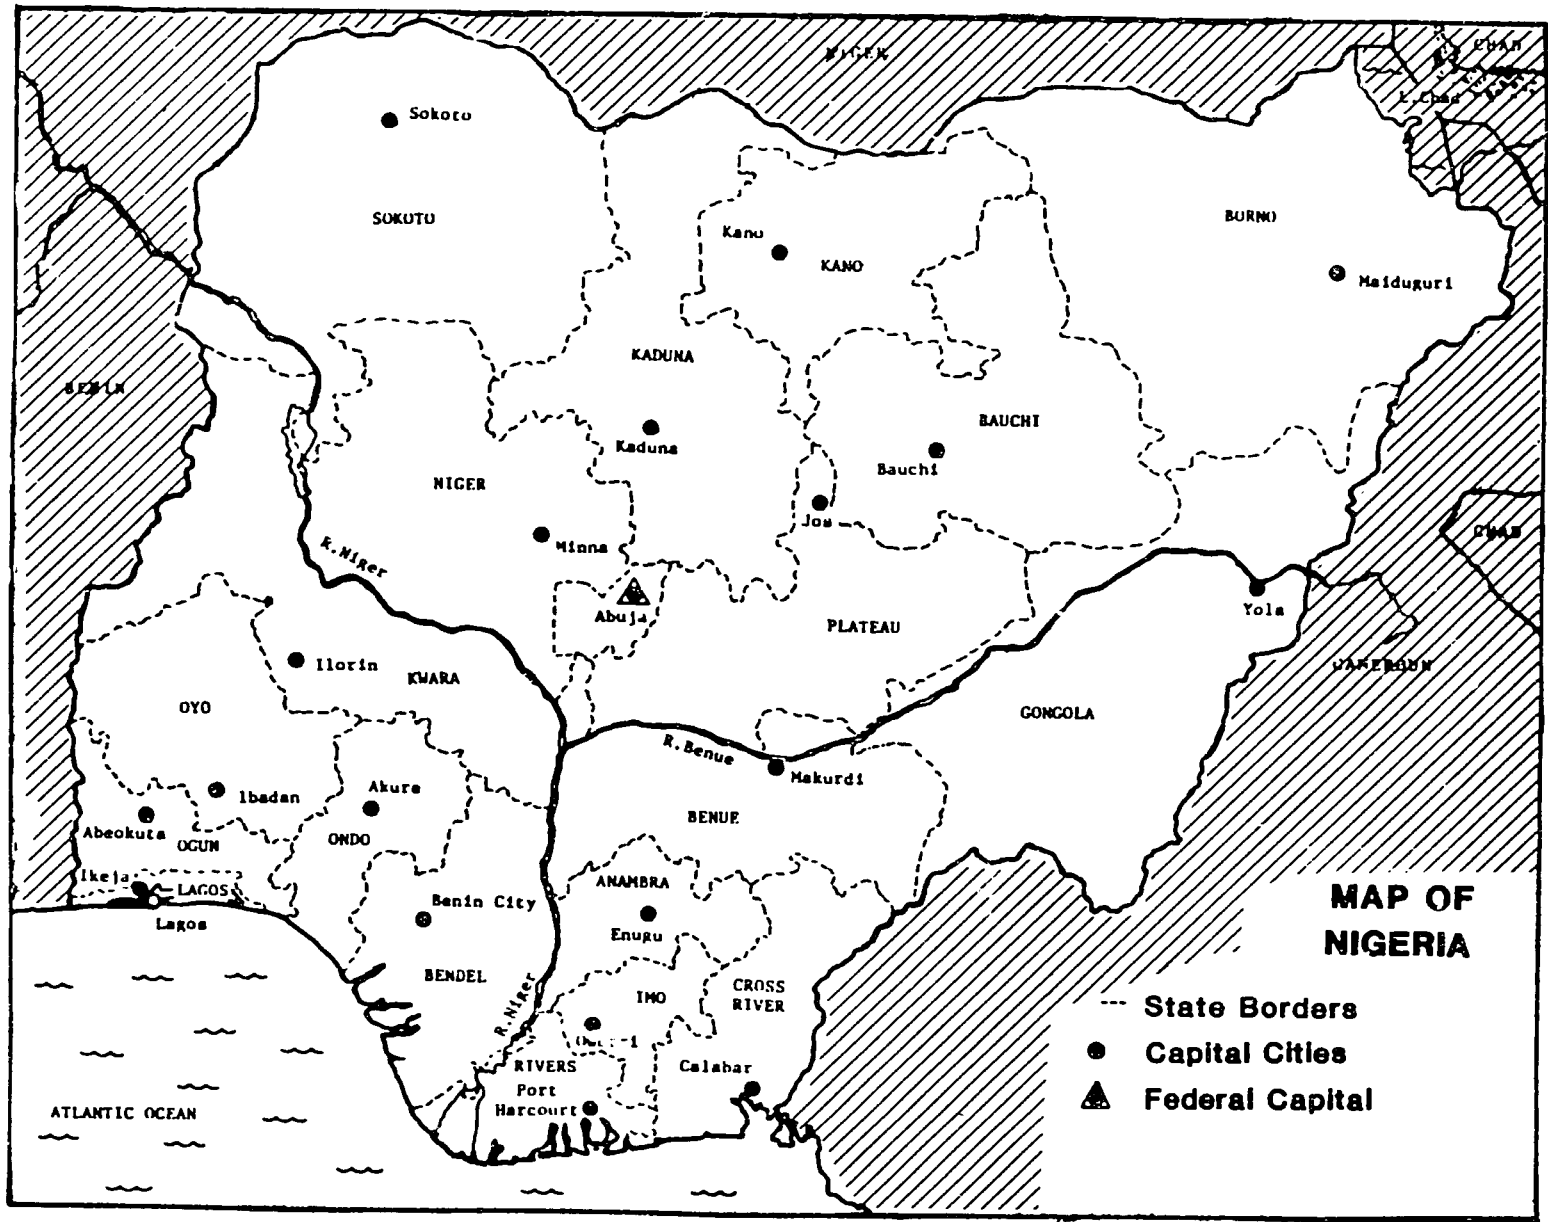 NIGER
CHAD
L.Chad
Sokoto
SOKOTO
BORNO
Kano
KANO
Maiduguri
KADUNA
BENIN
BAUCHI
Kaduna
Bauchi
NIGER
Jos
CHAD
Minna
R.Niger
Abuja
Yola
PLATEAU
Ilorin
KWARA
CAMEROUN
OYO
GONGOLA
R.Benue
Makurdi
Akure
Ibadan
BENUE
Abeokuta
OGUN
ONDO
Ikeja
LAGOS
ANAMBRA
Lagos
Benin City
Enugu
MAP OF
NIGERIA
BENDEL
R.Niger
IMO
CROSS
RIVER
State Borders
RIVERS
Calabar
Capital Cities
Port
Harcourt
Federal Capital
ATLANTIC OCEAN